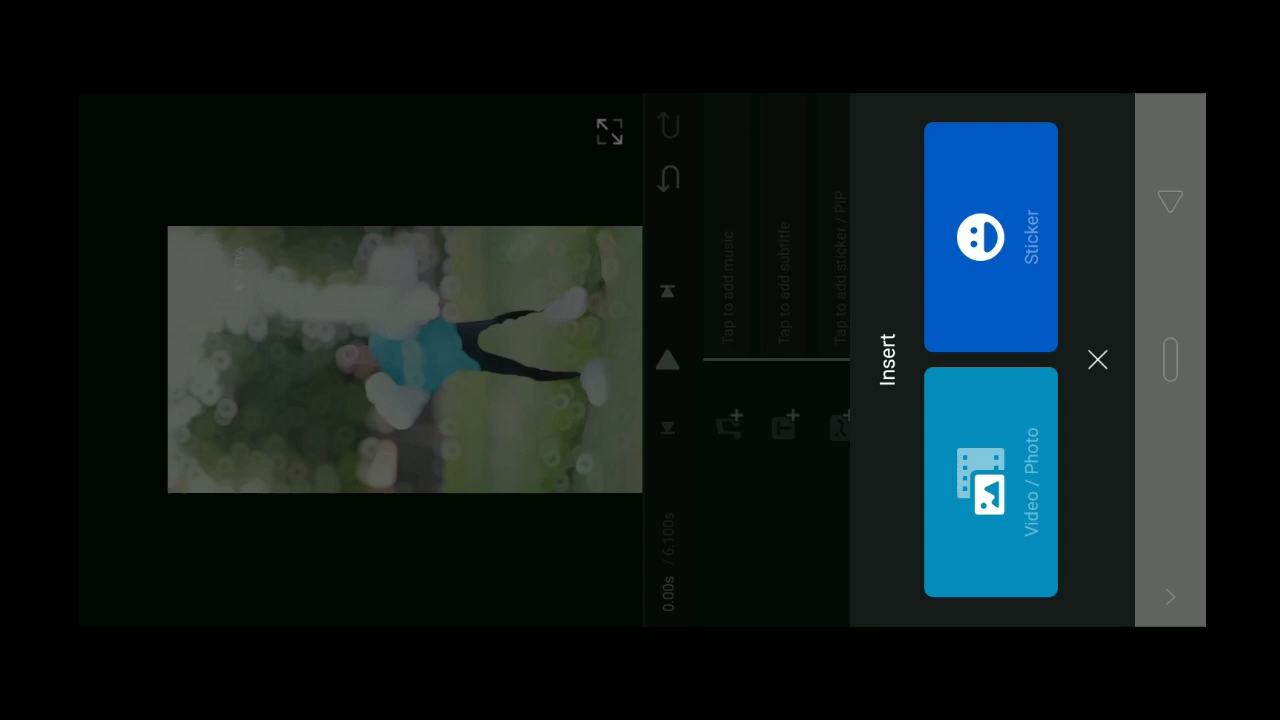 0.00s / 6.100s
Tap to add music
Tap to add subtitle
Tap to add sticker / PIP
Insert
Video / Photo
Sticker